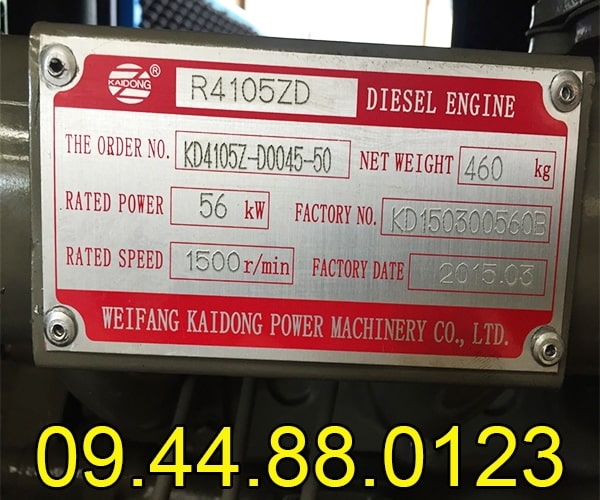 KAIDONG ®
R4105ZD DIESEL ENGINE
THE ORDER NO. KD4105Z-D0045-50 NET WEIGHT 460 kg
RATED POWER 56 kW FACTORY NO. KD150300560B
RATED SPEED 1500 r/min FACTORY DATE 2015.03
WEIFANG KAIDONG POWER MACHINERY CO., LTD.
09.44.88.0123